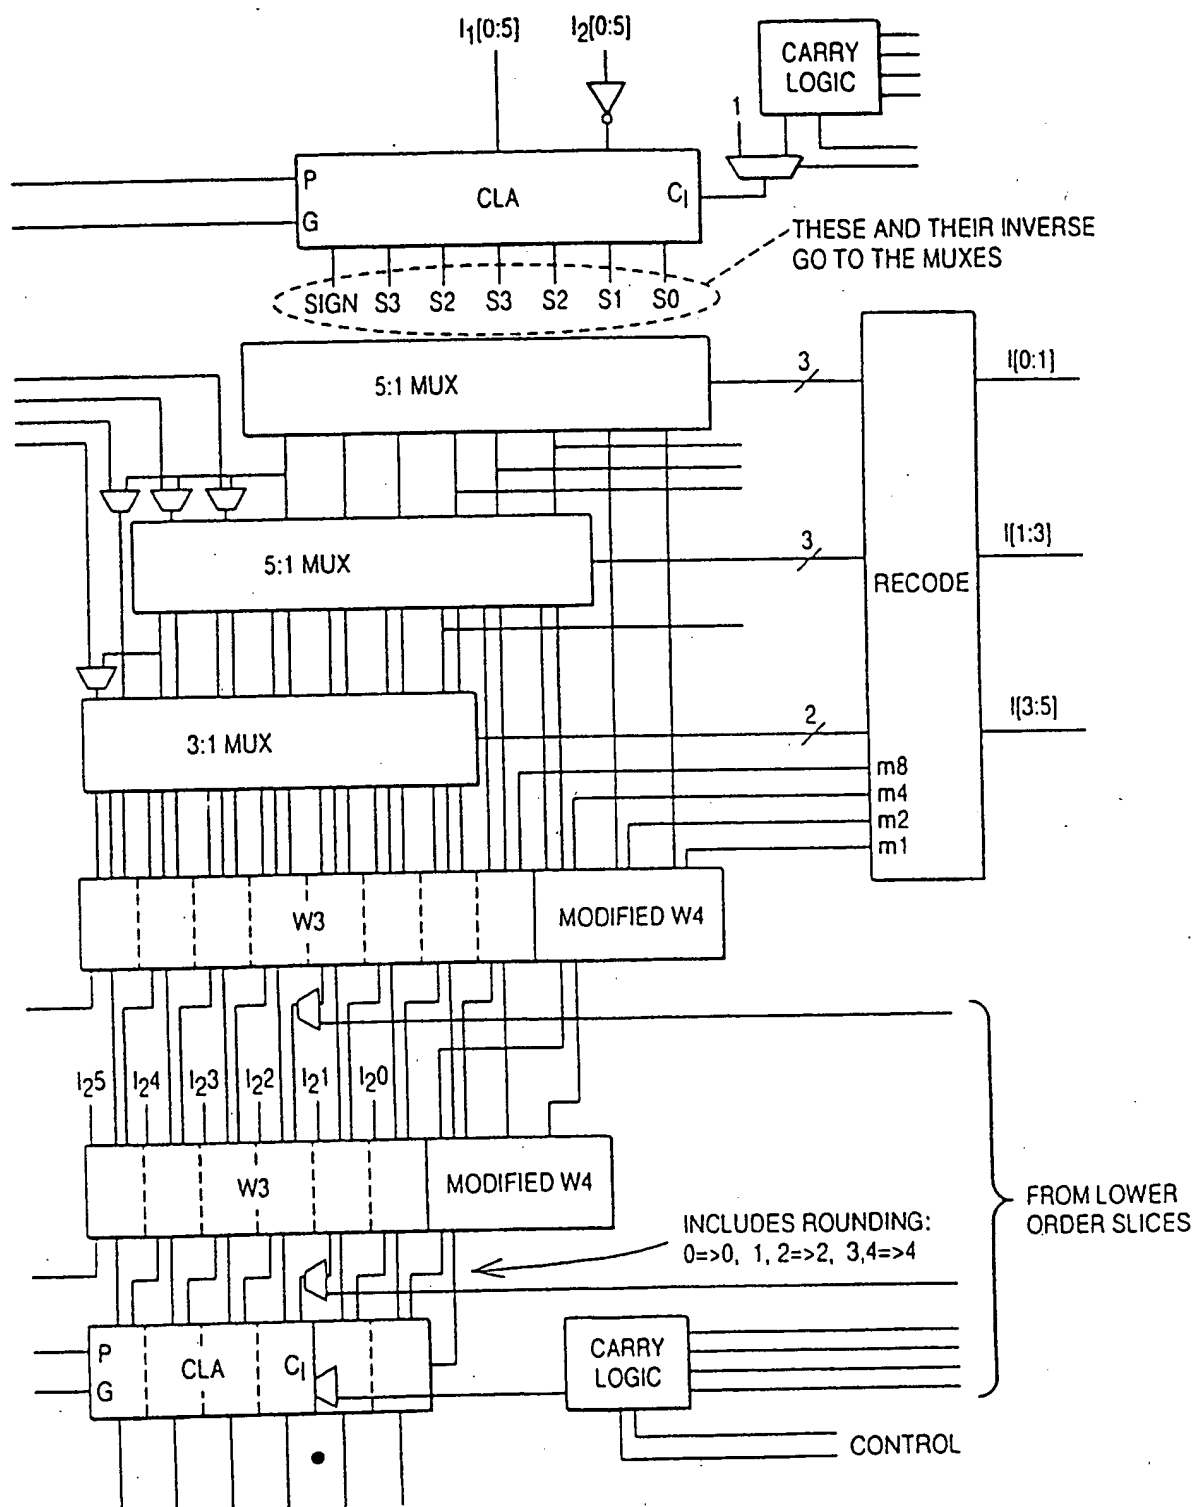 I1[0:5]
I2[0:5]
CARRY
LOGIC
1
P
G
CLA
CI
THESE AND THEIR INVERSE
GO TO THE MUXES
SIGN S3 S2 S3 S2 S1 S0
5:1 MUX
3
I[0:1]
5:1 MUX
3
I[1:3]
RECODE
3:1 MUX
2
I[3:5]
m8
m4
m2
m1
W3
MODIFIED W4
I25 I24 I23 I22 I21 I20
W3
MODIFIED W4
FROM LOWER
ORDER SLICES
INCLUDES ROUNDING:
0=>0, 1, 2=>2, 3,4=>4
P
G
CLA
CI
CARRY
LOGIC
CONTROL